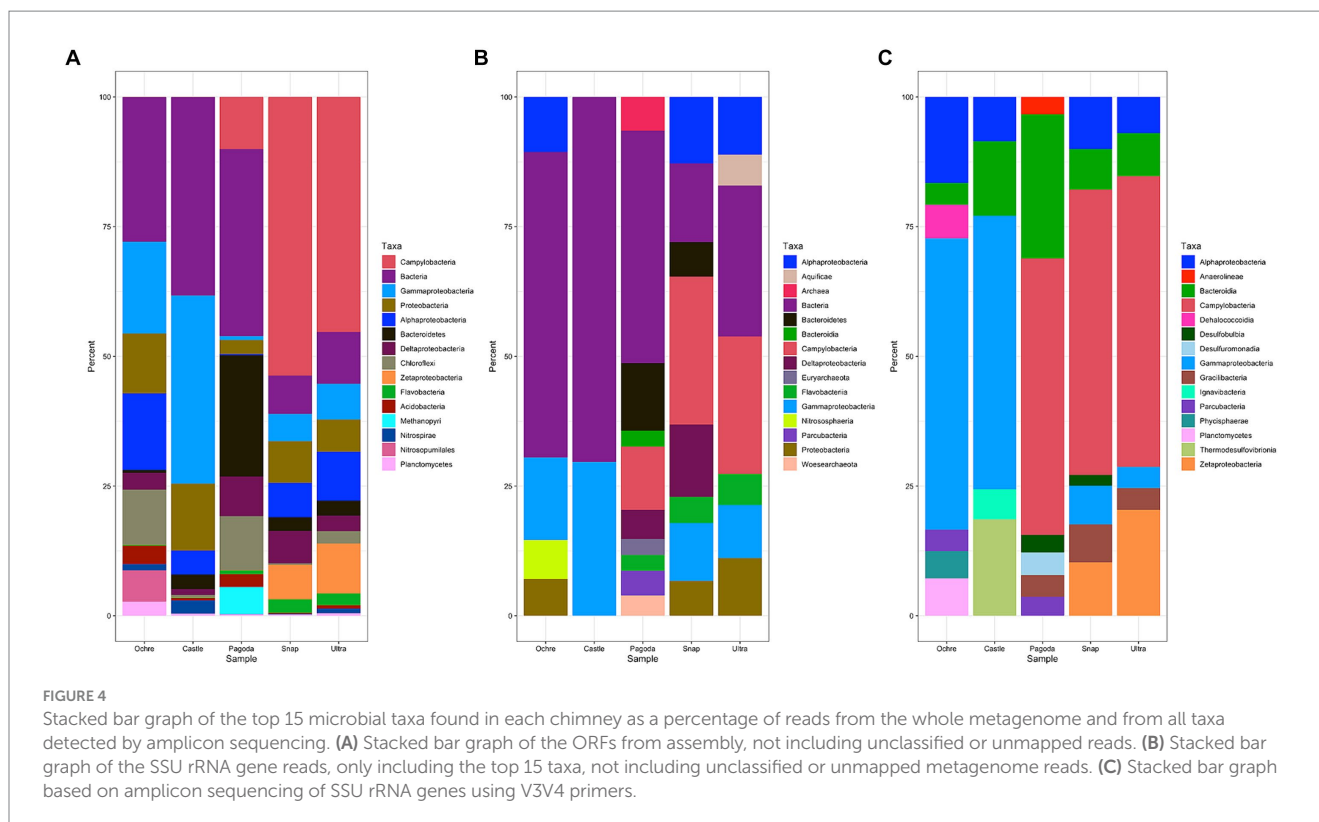 A
100
75
50
25
0
Percent
Ochre Castle Pagoda Snap Ultra
Sample
Taxa
Campylobacteria
Bacteria
Gammaproteobacteria
Proteobacteria
Alphaproteobacteria
Bacteroidetes
Deltaproteobacteria
Chloroflexi
Zetaproteobacteria
Flavobacteria
Acidobacteria
Methanopyri
Nitrospirae
Nitrosopumilales
Planctomycetes
B
100
75
50
25
0
Percent
Ochre Castle Pagoda Snap Ultra
Sample
Taxa
Alphaproteobacteria
Aquificae
Archaea
Bacteria
Bacteroidetes
Bacteroidia
Campylobacteria
Deltaproteobacteria
Euryarchaeota
Flavobacteria
Gammaproteobacteria
Nitrososphaeria
Parcubacteria
Proteobacteria
Woesearchaeota
C
100
75
50
25
0
Percent
Ochre Castle Pagoda Snap Ultra
Sample
Taxa
Alphaproteobacteria
Anaerolineae
Bacteroidia
Campylobacteria
Dehalococcoidia
Desulfobulbia
Desulfuromonadia
Gammaproteobacteria
Gracilibacteria
Ignavibacteria
Parcubacteria
Phycisphaerae
Planctomycetes
Thermodesulfovibrionia
Zetaproteobacteria
FIGURE 4
Stacked bar graph of the top 15 microbial taxa found in each chimney as a percentage of reads from the whole metagenome and from all taxa
detected by amplicon sequencing. (A) Stacked bar graph of the ORFs from assembly, not including unclassified or unmapped reads. (B) Stacked bar
graph of the SSU rRNA gene reads, only including the top 15 taxa, not including unclassified or unmapped metagenome reads. (C) Stacked bar graph
based on amplicon sequencing of SSU rRNA genes using V3V4 primers.